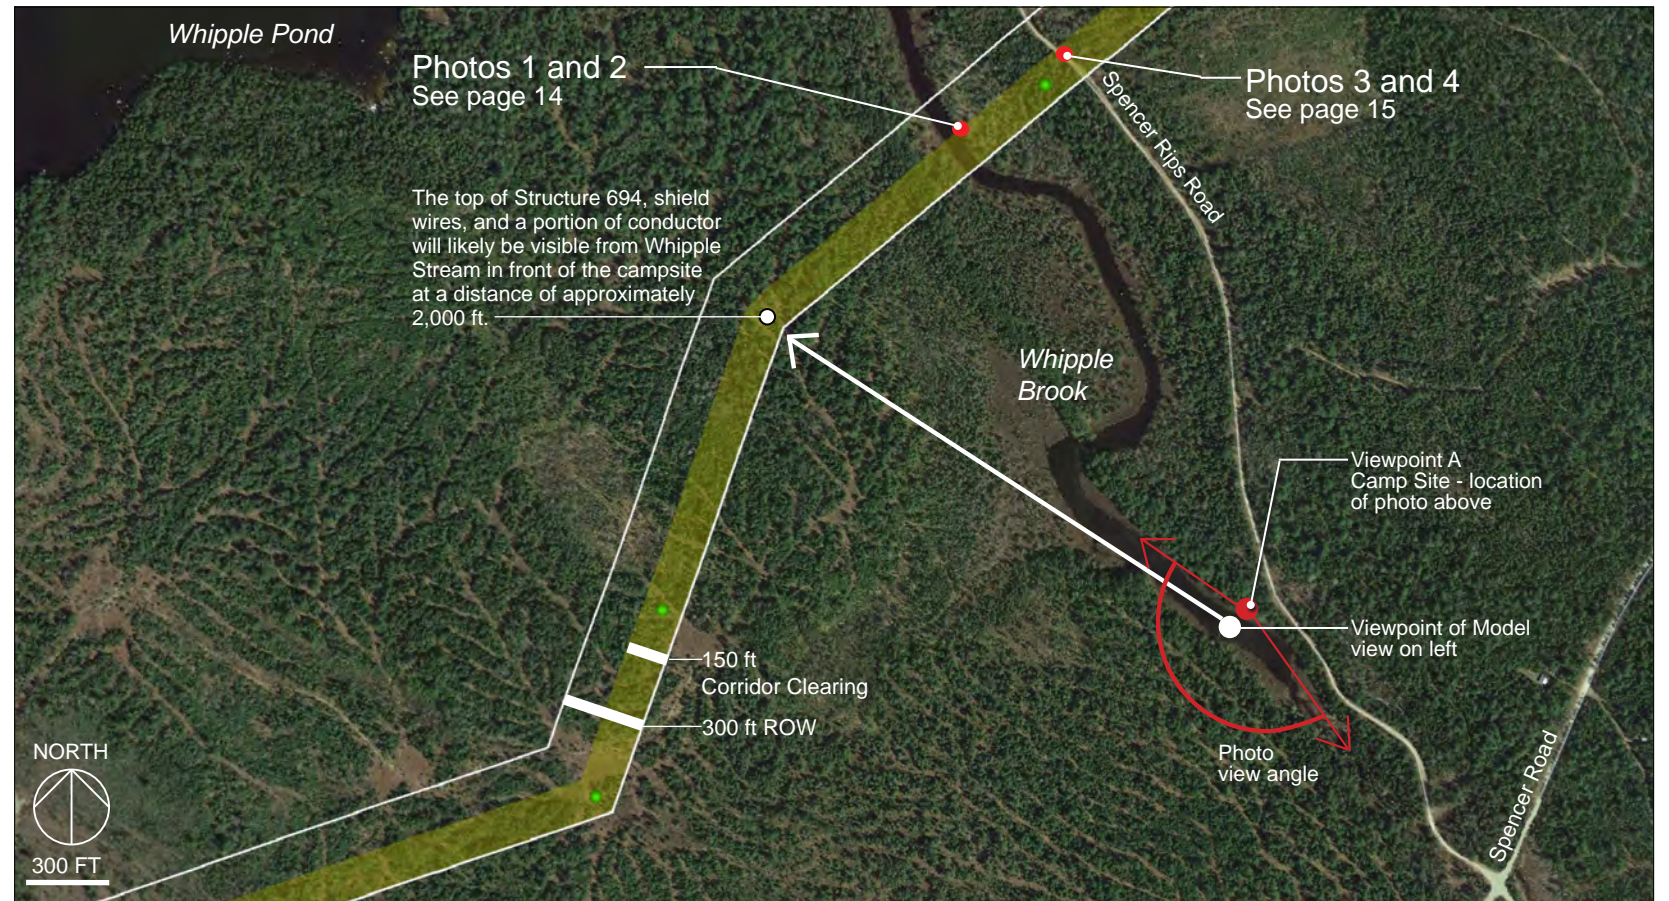 Whipple Pond
Photos 1 and 2
See page 14
Photos 3 and 4
See page 15
Spencer Rips Road
The top of Structure 694, shield
wires, and a portion of conductor
will likely be visible from Whipple
Stream in front of the campsite
at a distance of approximately
2,000 ft.
Whipple
Brook
Viewpoint A
Camp Site - location
of photo above
Viewpoint of Model
view on left
150 ft
Corridor Clearing
300 ft ROW
Photo
view angle
Spencer Road
NORTH
300 FT